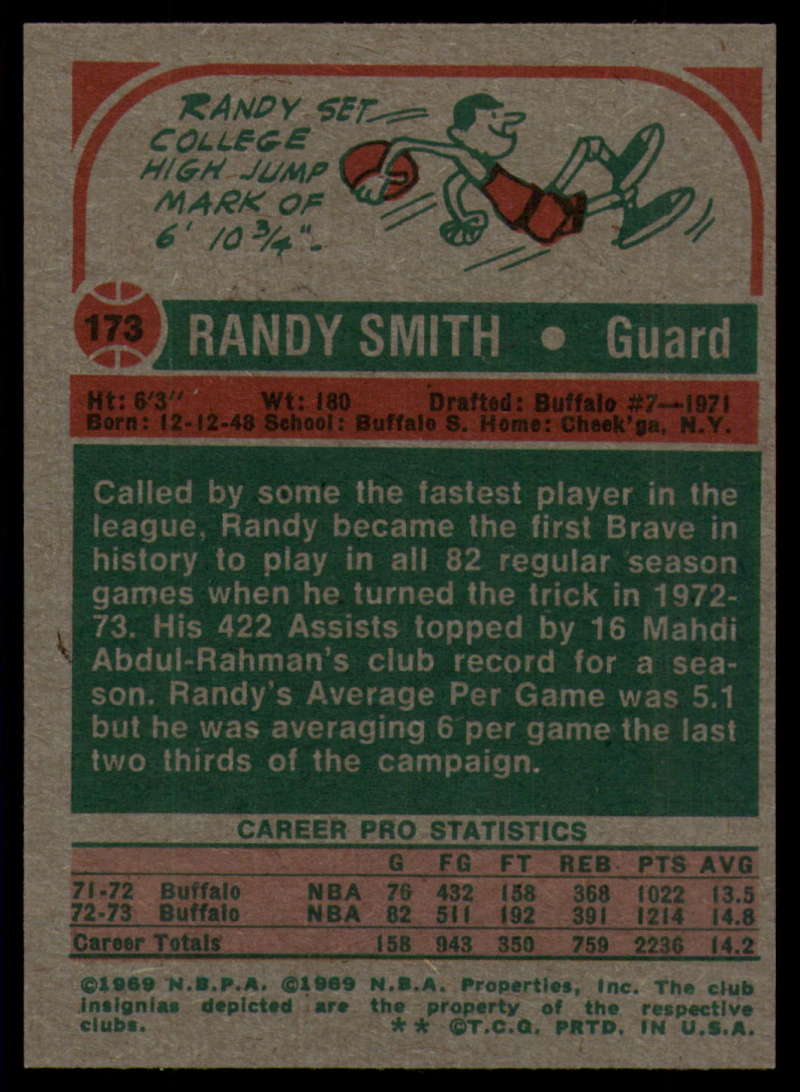 RANDY SET
COLLEGE
HIGH JUMP
MARK OF
6' 10 3/4".
173
RANDY SMITH • Guard
Ht: 6'3" Wt: 180 Drafted: Buffalo #7—1971
Born: 12-12-48 School: Buffalo S. Home: Cheek'ga, N.Y.
Called by some the fastest player in the
league, Randy became the first Brave in
history to play in all 82 regular season
games when he turned the trick in 1972-
73. His 422 Assists topped by 16 Mahdi
Abdul-Rahman's club record for a sea-
son. Randy's Average Per Game was 5.1
but he was averaging 6 per game the last
two thirds of the campaign.
CAREER PRO STATISTICS
G FG FT REB PTS AVG
71-72 Buffalo NBA 76 432 158 368 1022 13.5
72-73 Buffalo NBA 82 511 192 391 1214 14.8
Career Totals 158 943 350 759 2236 14.2
©1969 N.B.P.A. ©1969 N.B.A. Properties, Inc. The club
insignias depicted are the property of the respective
clubs. ** ©T.C.G. PRTD. IN U.S.A.